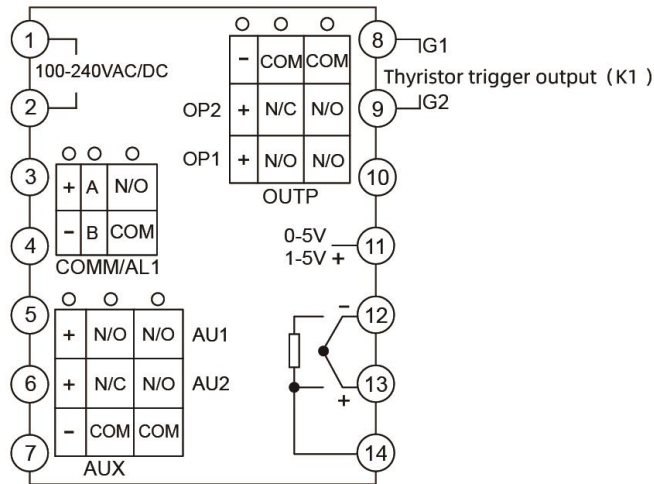 1
100-240VAC/DC
2
- COM COM
OP2 + N/C N/O
OP1 + N/O N/O
OUTP
8 IG1
Thyristor trigger output (K1 )
9 IG2
10
3 + A N/O
4 - B COM
COMM/AL1
0-5V
1-5V + 11
5 + N/O N/O AU1
6 + N/C N/O AU2
7 - COM COM
AUX
- 12
+ 13
14